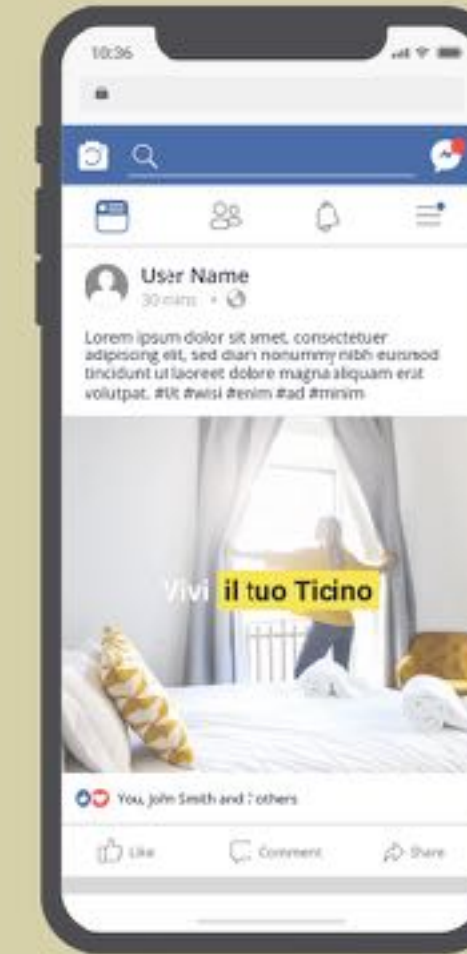 10:36
User Name
30 mins
Lorem ipsum dolor sit amet, consectetuer
adipiscing elit, sed diam nonummy nibh euismod
tincidunt ut laoreet dolore magna aliquam erat
volutpat. #Ut #wisi #enim #ad #minim
Vivi il tuo Ticino
You, John Smith and 7 others
Like Comment Share